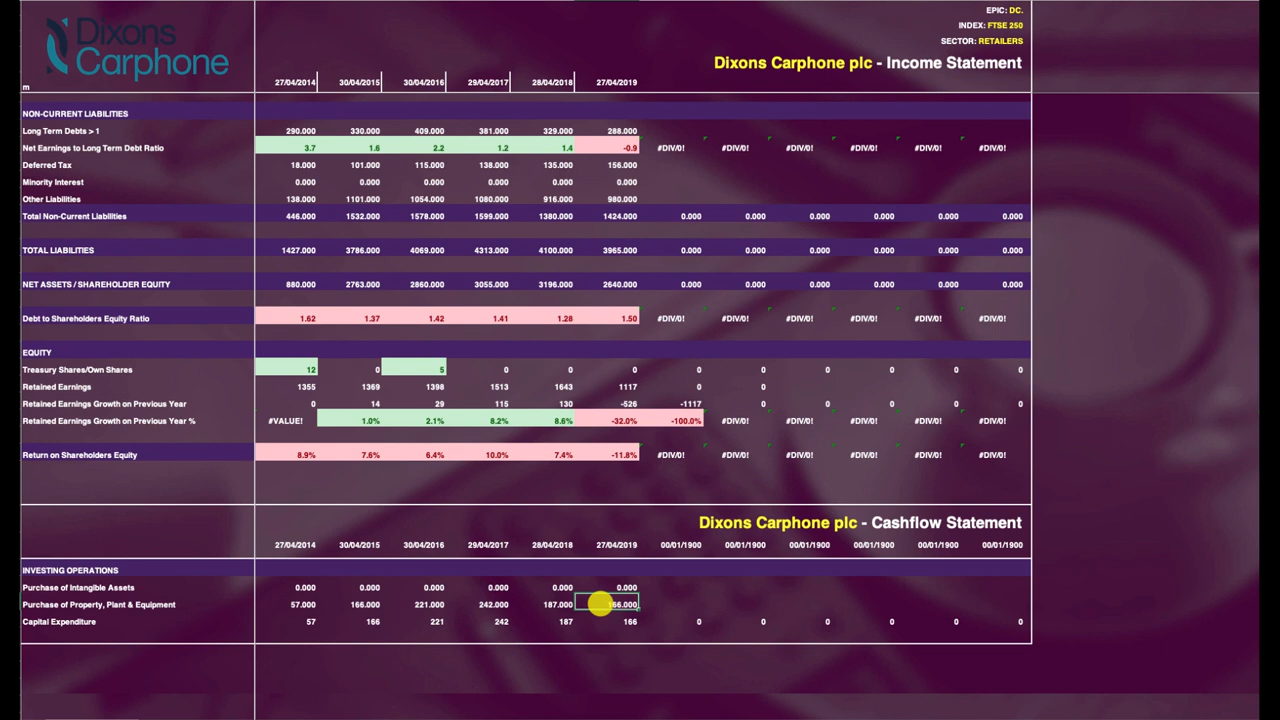 Dixons
Carphone
EPIC: DC.
INDEX: FTSE 250
SECTOR: RETAILERS
Dixons Carphone plc - Income Statement
m 27/04/2014 30/04/2015 30/04/2016 29/04/2017 28/04/2018 27/04/2019
NON-CURRENT LIABILITIES
Long Term Debts > 1 290.000 330.000 409.000 381.000 329.000 288.000
Net Earnings to Long Term Debt Ratio 3.7 1.6 2.2 1.2 1.4 -0.9 #DIV/0! #DIV/0! #DIV/0! #DIV/0! #DIV/0! #DIV/0!
Deferred Tax 18.000 101.000 115.000 138.000 135.000 156.000
Minority Interest 0.000 0.000 0.000 0.000 0.000 0.000
Other Liabilities 138.000 1101.000 1054.000 1080.000 916.000 980.000
Total Non-Current Liabilities 446.000 1532.000 1578.000 1599.000 1380.000 1424.000 0.000 0.000 0.000 0.000 0.000 0.000
TOTAL LIABILITIES 1427.000 3786.000 4069.000 4313.000 4100.000 3965.000 0.000 0.000 0.000 0.000 0.000 0.000
NET ASSETS / SHAREHOLDER EQUITY 880.000 2763.000 2860.000 3055.000 3196.000 2640.000 0.000 0.000 0.000 0.000 0.000 0.000
Debt to Shareholders Equity Ratio 1.62 1.37 1.42 1.41 1.28 1.50 #DIV/0! #DIV/0! #DIV/0! #DIV/0! #DIV/0! #DIV/0!
EQUITY
Treasury Shares/Own Shares 12 0 5 0 0 0 0 0 0 0 0 0
Retained Earnings 1355 1369 1398 1513 1643 1117 0 0
Retained Earnings Growth on Previous Year 0 14 29 115 130 -526 -1117 0 0 0 0 0
Retained Earnings Growth on Previous Year % #VALUE! 1.0% 2.1% 8.2% 8.6% -32.0% -100.0% #DIV/0! #DIV/0! #DIV/0! #DIV/0! #DIV/0!
Return on Shareholders Equity 8.9% 7.6% 6.4% 10.0% 7.4% -11.8% #DIV/0! #DIV/0! #DIV/0! #DIV/0! #DIV/0! #DIV/0!
Dixons Carphone plc - Cashflow Statement
27/04/2014 30/04/2015 30/04/2016 29/04/2017 28/04/2018 27/04/2019 00/01/1900 00/01/1900 00/01/1900 00/01/1900 00/01/1900 00/01/1900
INVESTING OPERATIONS
Purchase of Intangible Assets 0.000 0.000 0.000 0.000 0.000 0.000
Purchase of Property, Plant & Equipment 57.000 166.000 221.000 242.000 187.000 166.000
Capital Expenditure 57 166 221 242 187 166 0 0 0 0 0 0